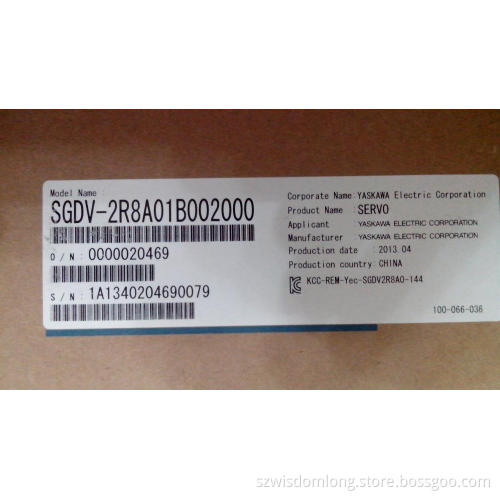 Model Name :
SGDV-2R8A01B002000
O/N: 0000020469
S/N: 1A1340204690079
Corporate Name: YASKAWA Electric Corporation
Product Name : SERVO
Applicant : YASKAWA ELECTRIC CORPORATION
Manufacturer : YASKAWA ELECTRIC CORPORATION
Production date : 2013.04
Production country: CHINA
KCC-REM-Yec-SGDV2R8A0-144
100-066-036
szwisdomlong.store.bossgoo.com